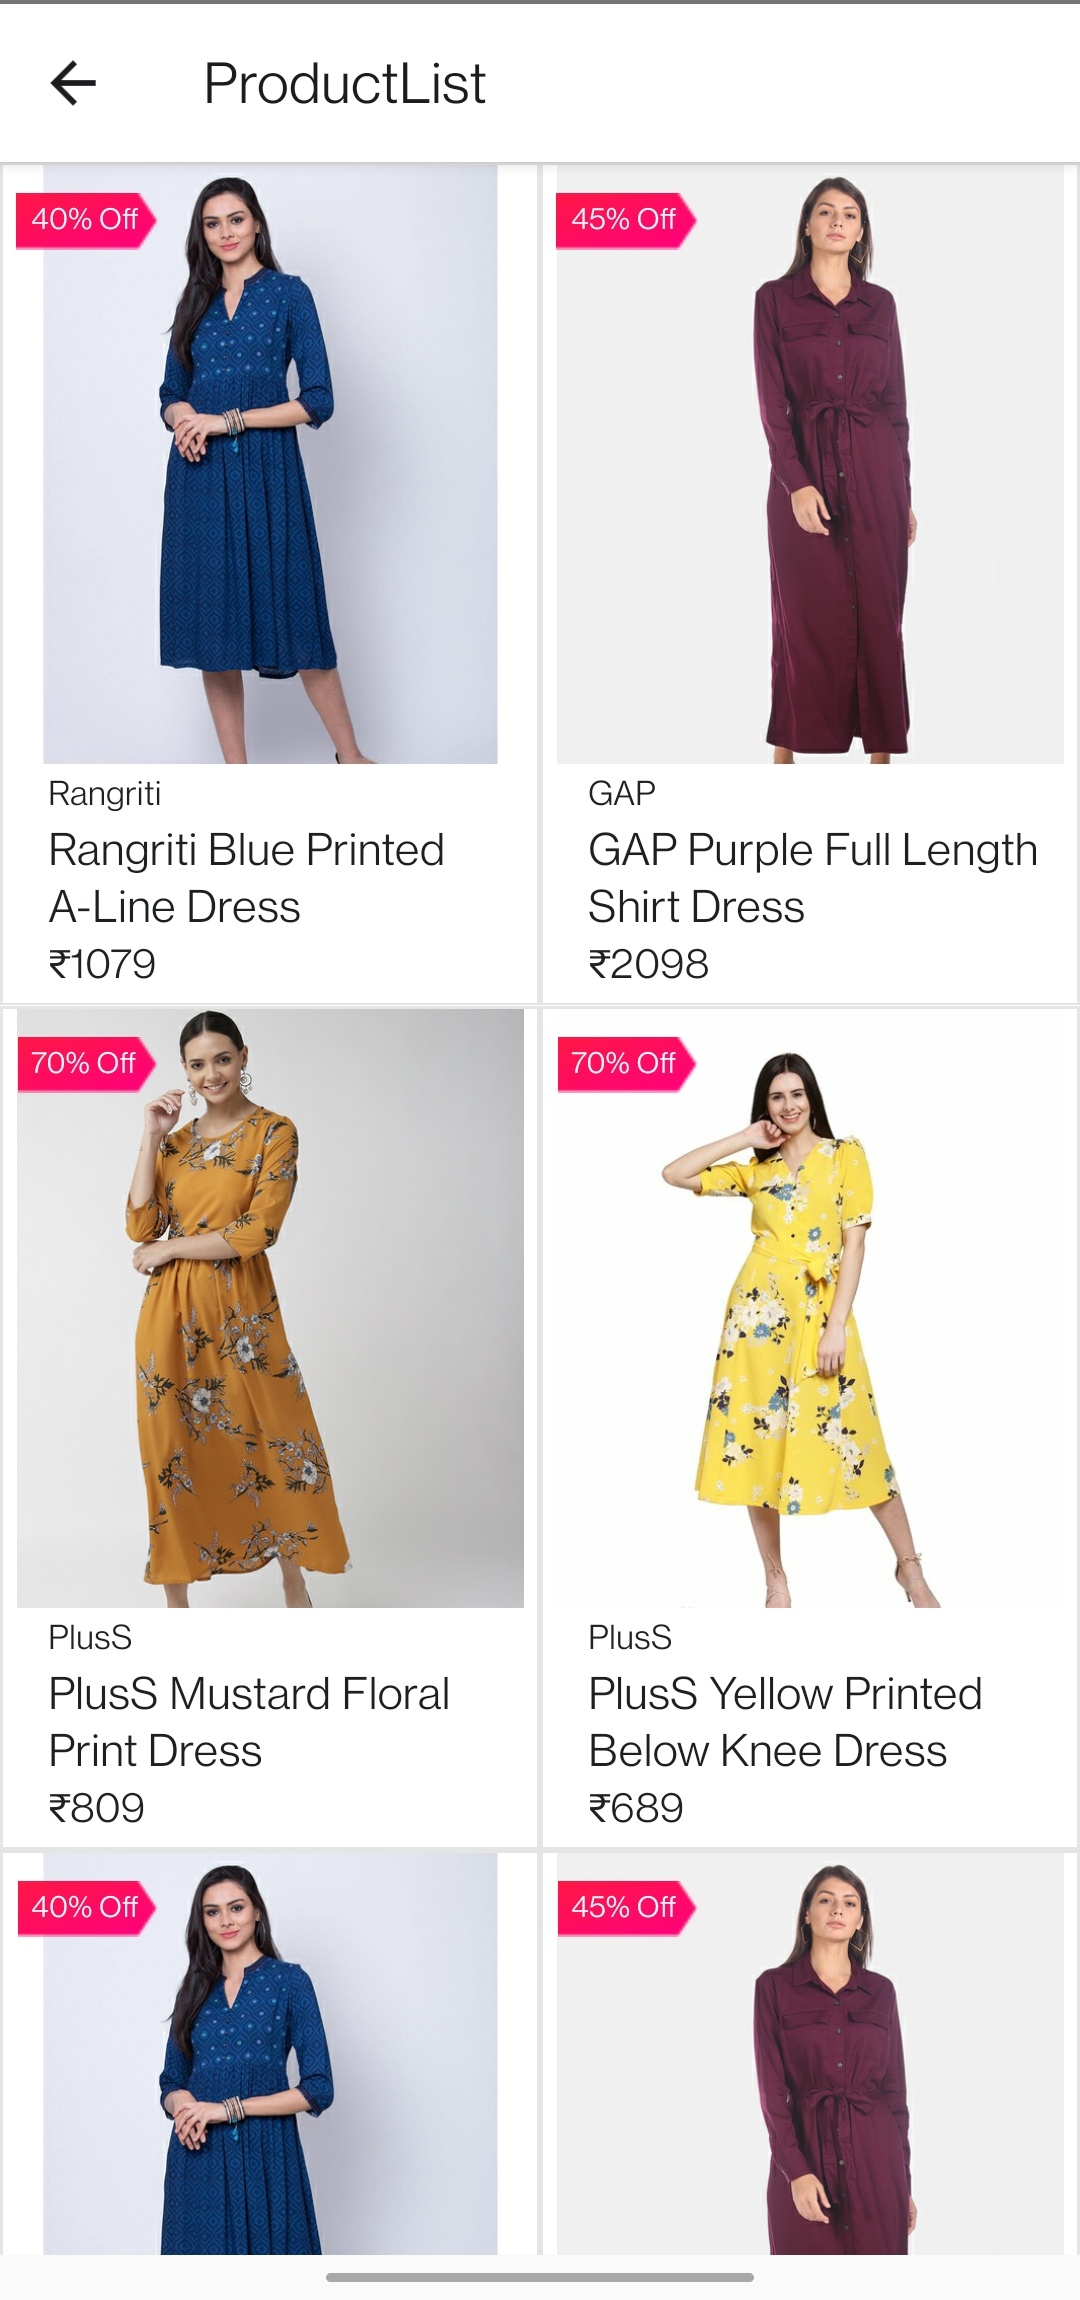 ProductList
40% Off
45% Off
Rangriti
Rangriti Blue Printed
A-Line Dress
₹1079
GAP
GAP Purple Full Length
Shirt Dress
₹2098
70% Off
70% Off
PlusS
PlusS Mustard Floral
Print Dress
₹809
PlusS
PlusS Yellow Printed
Below Knee Dress
₹689
40% Off
45% Off